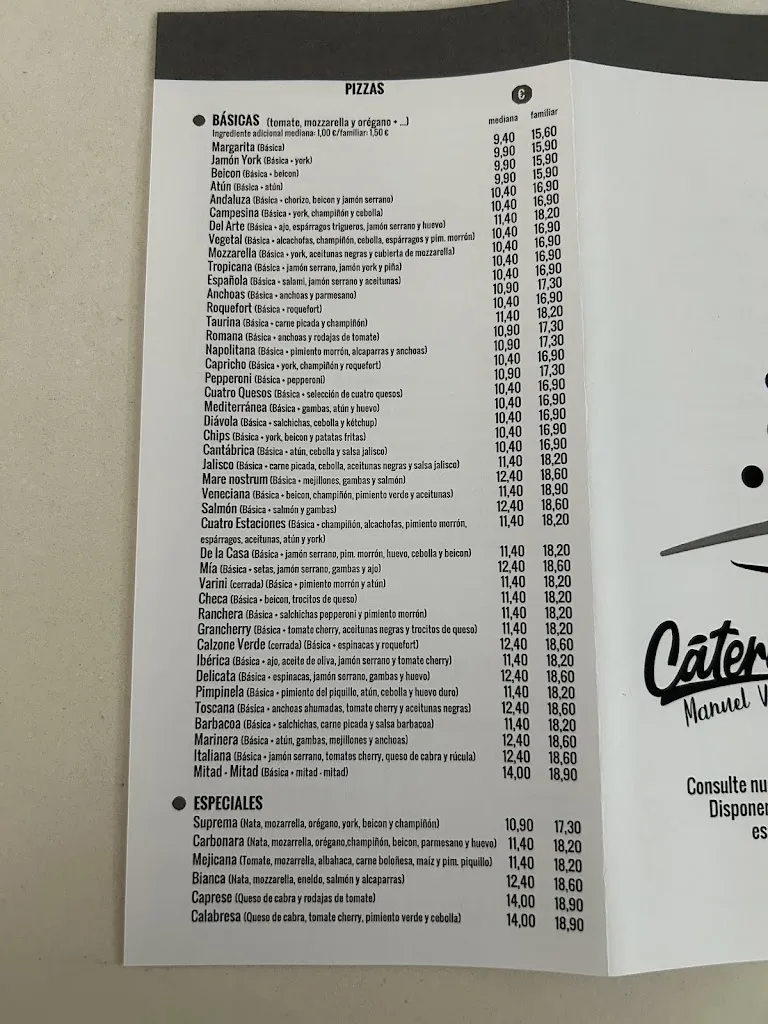 PIZZAS
€
BÁSICAS (tomate, mozzarella y orégano + ...) mediana familiar
Ingrediente adicional mediana: 1,00 €/familiar: 1,50 €
Margarita (Básica) 9,40 15,60
Jamón York (Básica + york) 9,90 15,90
Beicon (Básica + beicon) 9,90 15,90
Atún (Básica + atún) 9,90 15,90
Andaluza (Básica + chorizo, beicon y jamón serrano) 10,40 16,90
Campesina (Básica + york, champiñón y cebolla) 10,40 16,90
Del Arte (Básica + ajo, espárragos trigueros, jamón serrano y huevo) 11,40 18,20
Vegetal (Básica + alcachofas, champiñón, cebolla, espárragos y pim. morrón) 10,40 16,90
Mozzarella (Básica + york, aceitunas negras y cubierta de mozzarella) 10,40 16,90
Tropicana (Básica + jamón serrano, jamón york y piña) 10,40 16,90
Española (Básica + salami, jamón serrano y aceitunas) 10,40 16,90
Anchoas (Básica + anchoas y parmesano) 10,90 17,30
Roquefort (Básica + roquefort) 10,40 16,90
Taurina (Básica + carne picada y champiñón) 11,40 18,20
Romana (Básica + anchoas y rodajas de tomate) 10,90 17,30
Napolitana (Básica + pimiento morrón, alcaparras y anchoas) 10,90 17,30
Capricho (Básica + york, champiñón y roquefort) 10,40 16,90
Pepperoni (Básica + pepperoni) 10,90 17,30
Cuatro Quesos (Básica + selección de cuatro quesos) 10,40 16,90
Mediterránea (Básica + gambas, atún y huevo) 10,40 16,90
Diávola (Básica + salchichas, cebolla y kétchup) 10,40 16,90
Chips (Básica + york, beicon y patatas fritas) 10,40 16,90
Cantábrica (Básica + atún, cebolla y salsa jalisco) 10,40 16,90
Jalisco (Básica + carne picada, cebolla, aceitunas negras y salsa jalisco) 11,40 18,20
Mare nostrum (Básica + mejillones, gambas y salmón) 12,40 18,60
Veneciana (Básica + beicon, champiñón, pimiento verde y aceitunas) 11,40 18,90
Salmón (Básica + salmón y gambas) 12,40 18,60
Cuatro Estaciones (Básica + champiñón, alcachofas, pimiento morrón, 11,40 18,20
espárragos, aceitunas, atún y york)
De la Casa (Básica + jamón serrano, pim. morrón, huevo, cebolla y beicon) 11,40 18,20
Mía (Básica + setas, jamón serrano, gambas y ajo) 12,40 18,60
Varini (cerrada) (Básica + pimiento morrón y atún) 11,40 18,20
Checa (Básica + beicon, trocitos de queso) 11,40 18,20
Ranchera (Básica + salchichas pepperoni y pimiento morrón) 11,40 18,20
Grancherry (Básica + tomate cherry, aceitunas negras y trocitos de queso) 11,40 18,20
Calzone Verde (cerrada) (Básica + espinacas y roquefort) 12,40 18,60
Ibérica (Básica + ajo, aceite de oliva, jamón serrano y tomate cherry) 11,40 18,20
Delicata (Básica + espinacas, jamón serrano, gambas y huevo) 12,40 18,60
Pimpinela (Básica + pimiento del piquillo, atún, cebolla y huevo duro) 11,40 18,20
Toscana (Básica + anchoas ahumadas, tomate cherry y aceitunas negras) 12,40 18,60
Barbacoa (Básica + salchichas, carne picada y salsa barbacoa) 11,40 18,20
Marinera (Básica + atún, gambas, mejillones y anchoas) 12,40 18,60
Italiana (Básica + jamón serrano, tomates cherry, queso de cabra y rúcula) 12,40 18,60
Mitad - Mitad (Básica + mitad - mitad) 14,00 18,90
ESPECIALES
Suprema (Nata, mozarrella, orégano, york, beicon y champiñón) 10,90 17,30
Carbonara (Nata, mozarrella, orégano,champiñón, beicon, parmesano y huevo) 11,40 18,20
Mejicana (Tomate, mozarrella, albahaca, carne boloñesa, maíz y pim. piquillo) 11,40 18,20
Bianca (Nata, mozzarella, eneldo, salmón y alcaparras) 12,40 18,60
Caprese (Queso de cabra y rodajas de tomate) 14,00 18,90
Calabresa (Queso de cabra, tomate cherry, pimiento verde y cebolla) 14,00 18,90
Cáter
Manuel V
Consulte nu
Disponer
es